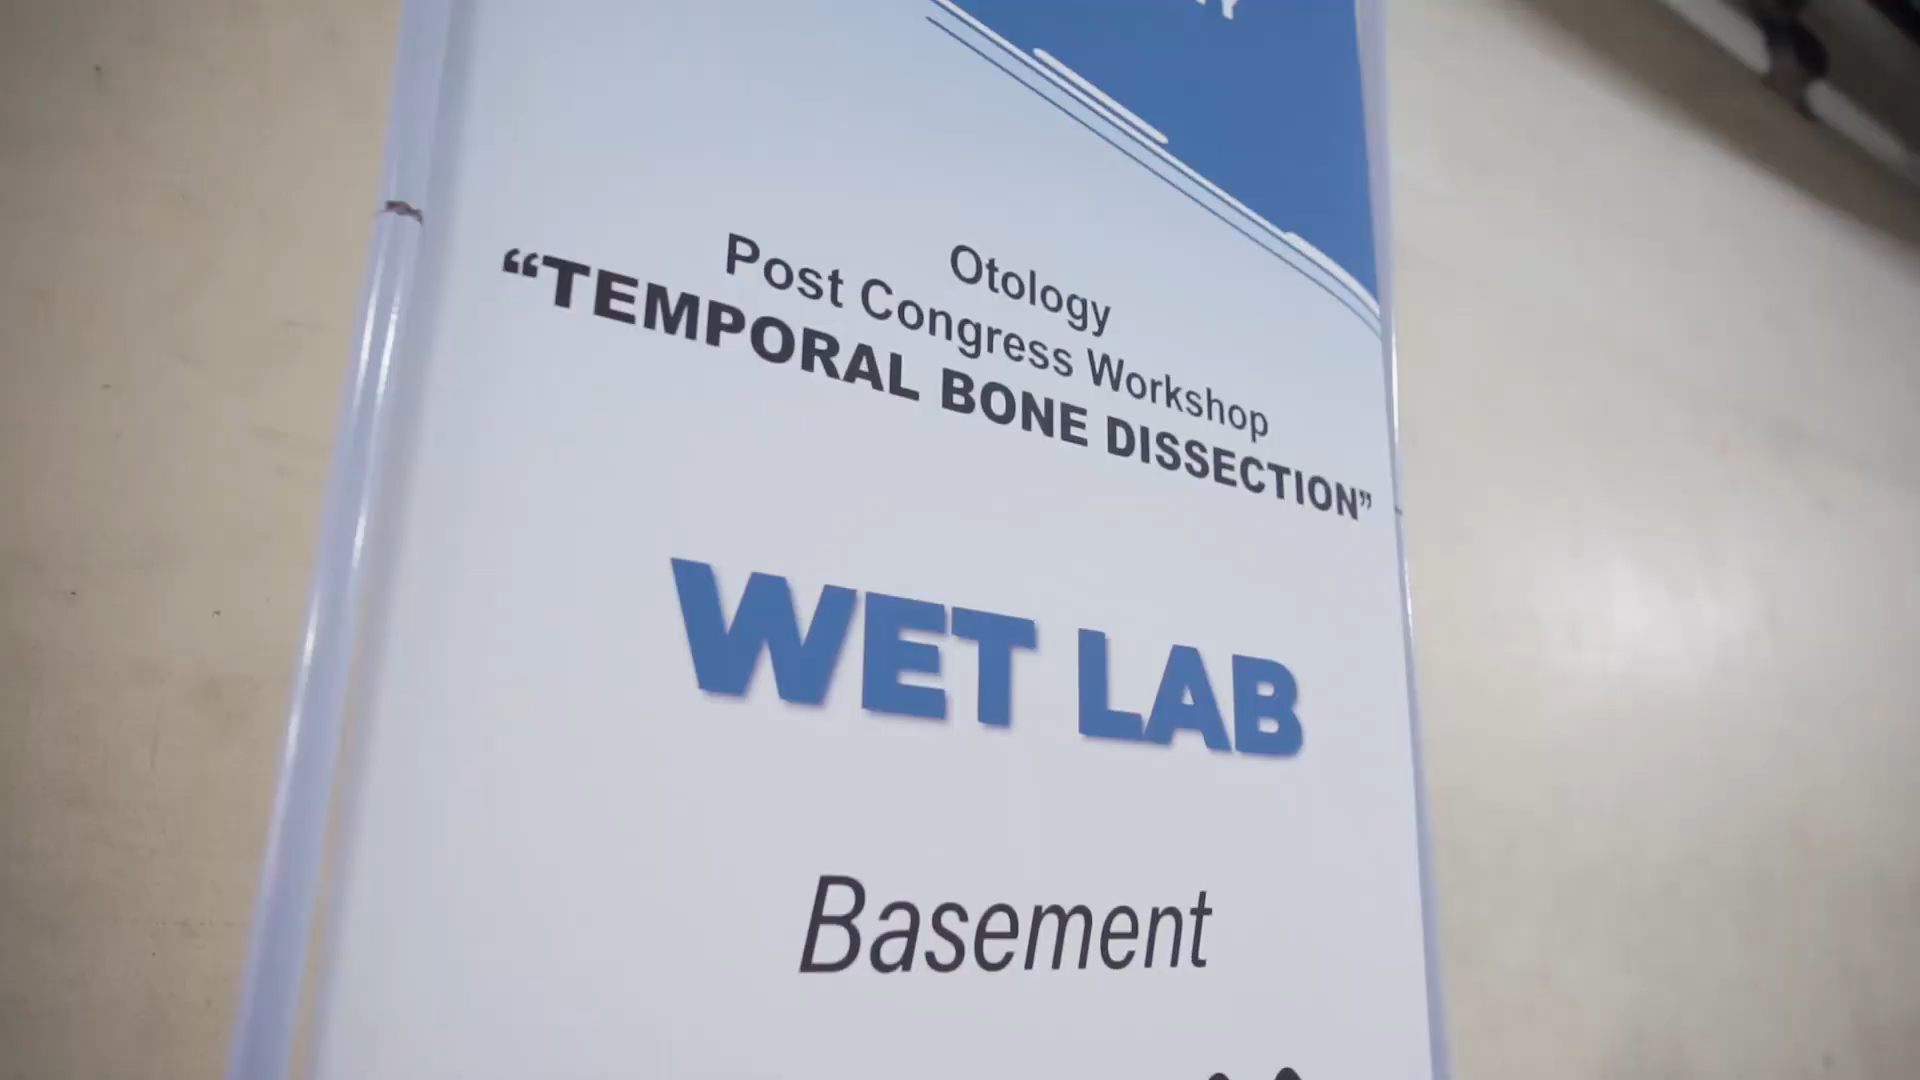 Otology
Post Congress Workshop
“TEMPORAL BONE DISSECTION”
WET LAB
Basement